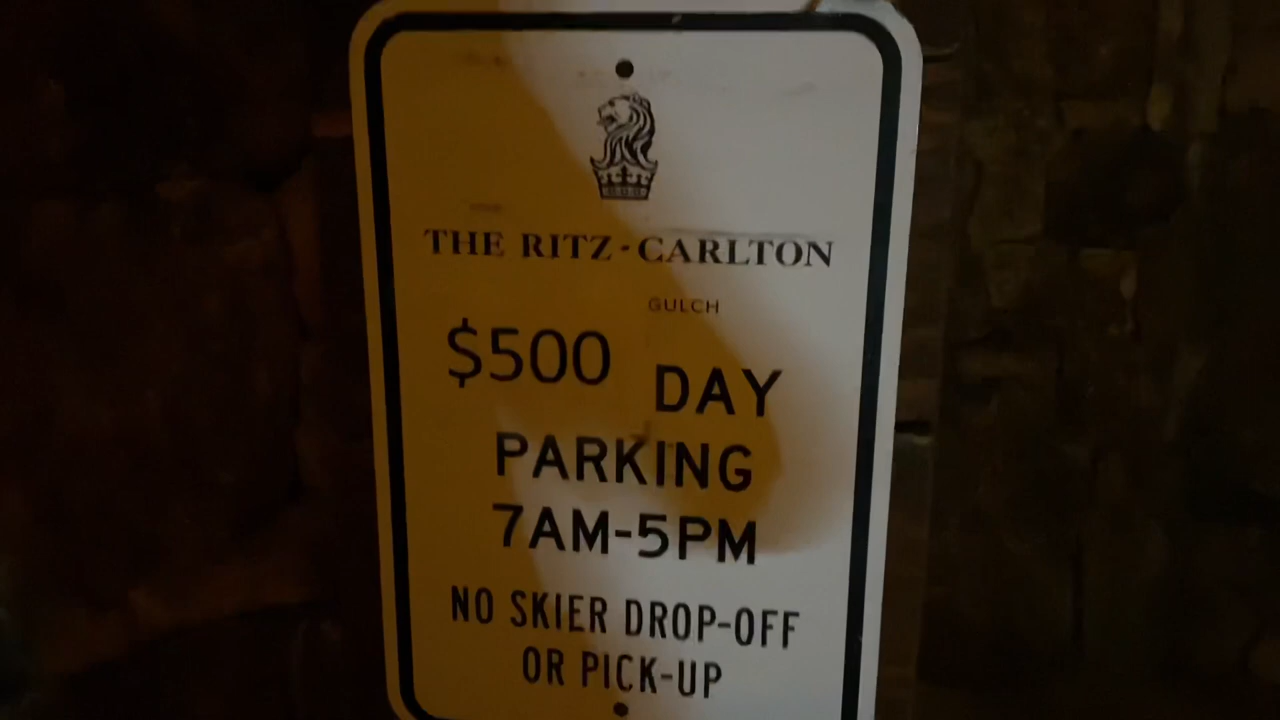 THE RITZ-CARLTON
GULCH
$500 DAY
PARKING
7AM-5PM
NO SKIER DROP-OFF
OR PICK-UP